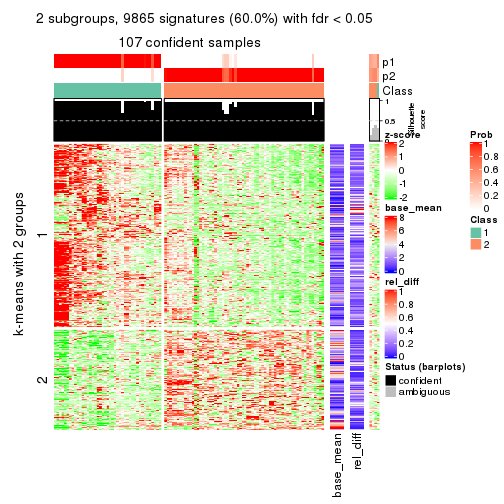 2 subgroups, 9865 signatures (60.0%) with fdr < 0.05
107 confident samples
p1
p2
Class
1
0.5
0
Silhouette
score
k-means with 2 groups
1
2
base_mean
rel_diff
z-score
2
1
0
-1
-2
base_mean
8
6
4
2
0
rel_diff
1
0.8
0.6
0.4
0.2
0
Status (barplots)
confident
ambiguous
Prob
1
0.8
0.6
0.4
0.2
0
Class
1
2